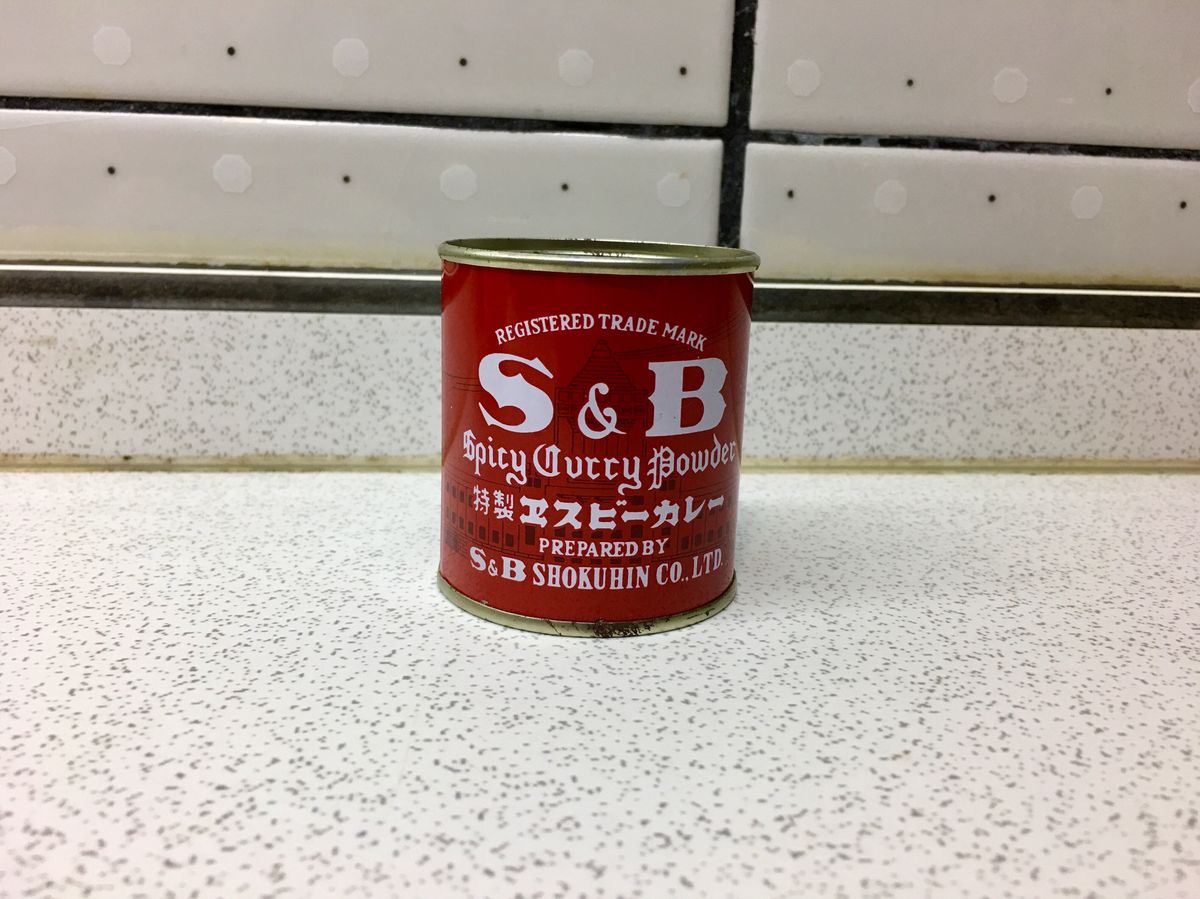 REGISTERED TRADE MARK
S & B
Spicy Curry Powder
特製 ヱスビーカレー
PREPARED BY
S&B SHOKUHIN CO., LTD.